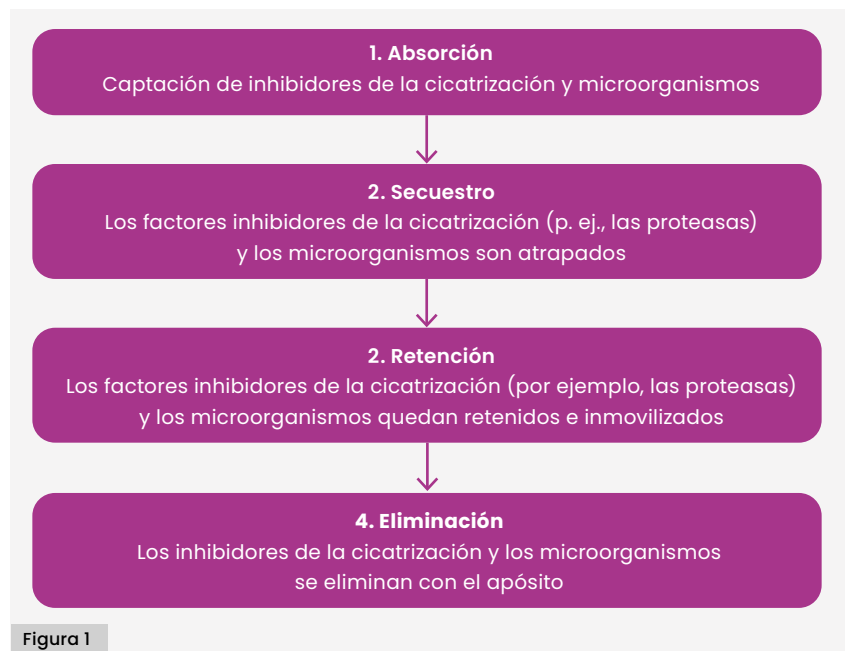 1. Absorción
Captación de inhibidores de la cicatrización y microorganismos
2. Secuestro
Los factores inhibidores de la cicatrización (p. ej., las proteasas)
y los microorganismos son atrapados
2. Retención
Los factores inhibidores de la cicatrización (por ejemplo, las proteasas)
y los microorganismos quedan retenidos e inmovilizados
4. Eliminación
Los inhibidores de la cicatrización y los microorganismos
se eliminan con el apósito
Figura 1